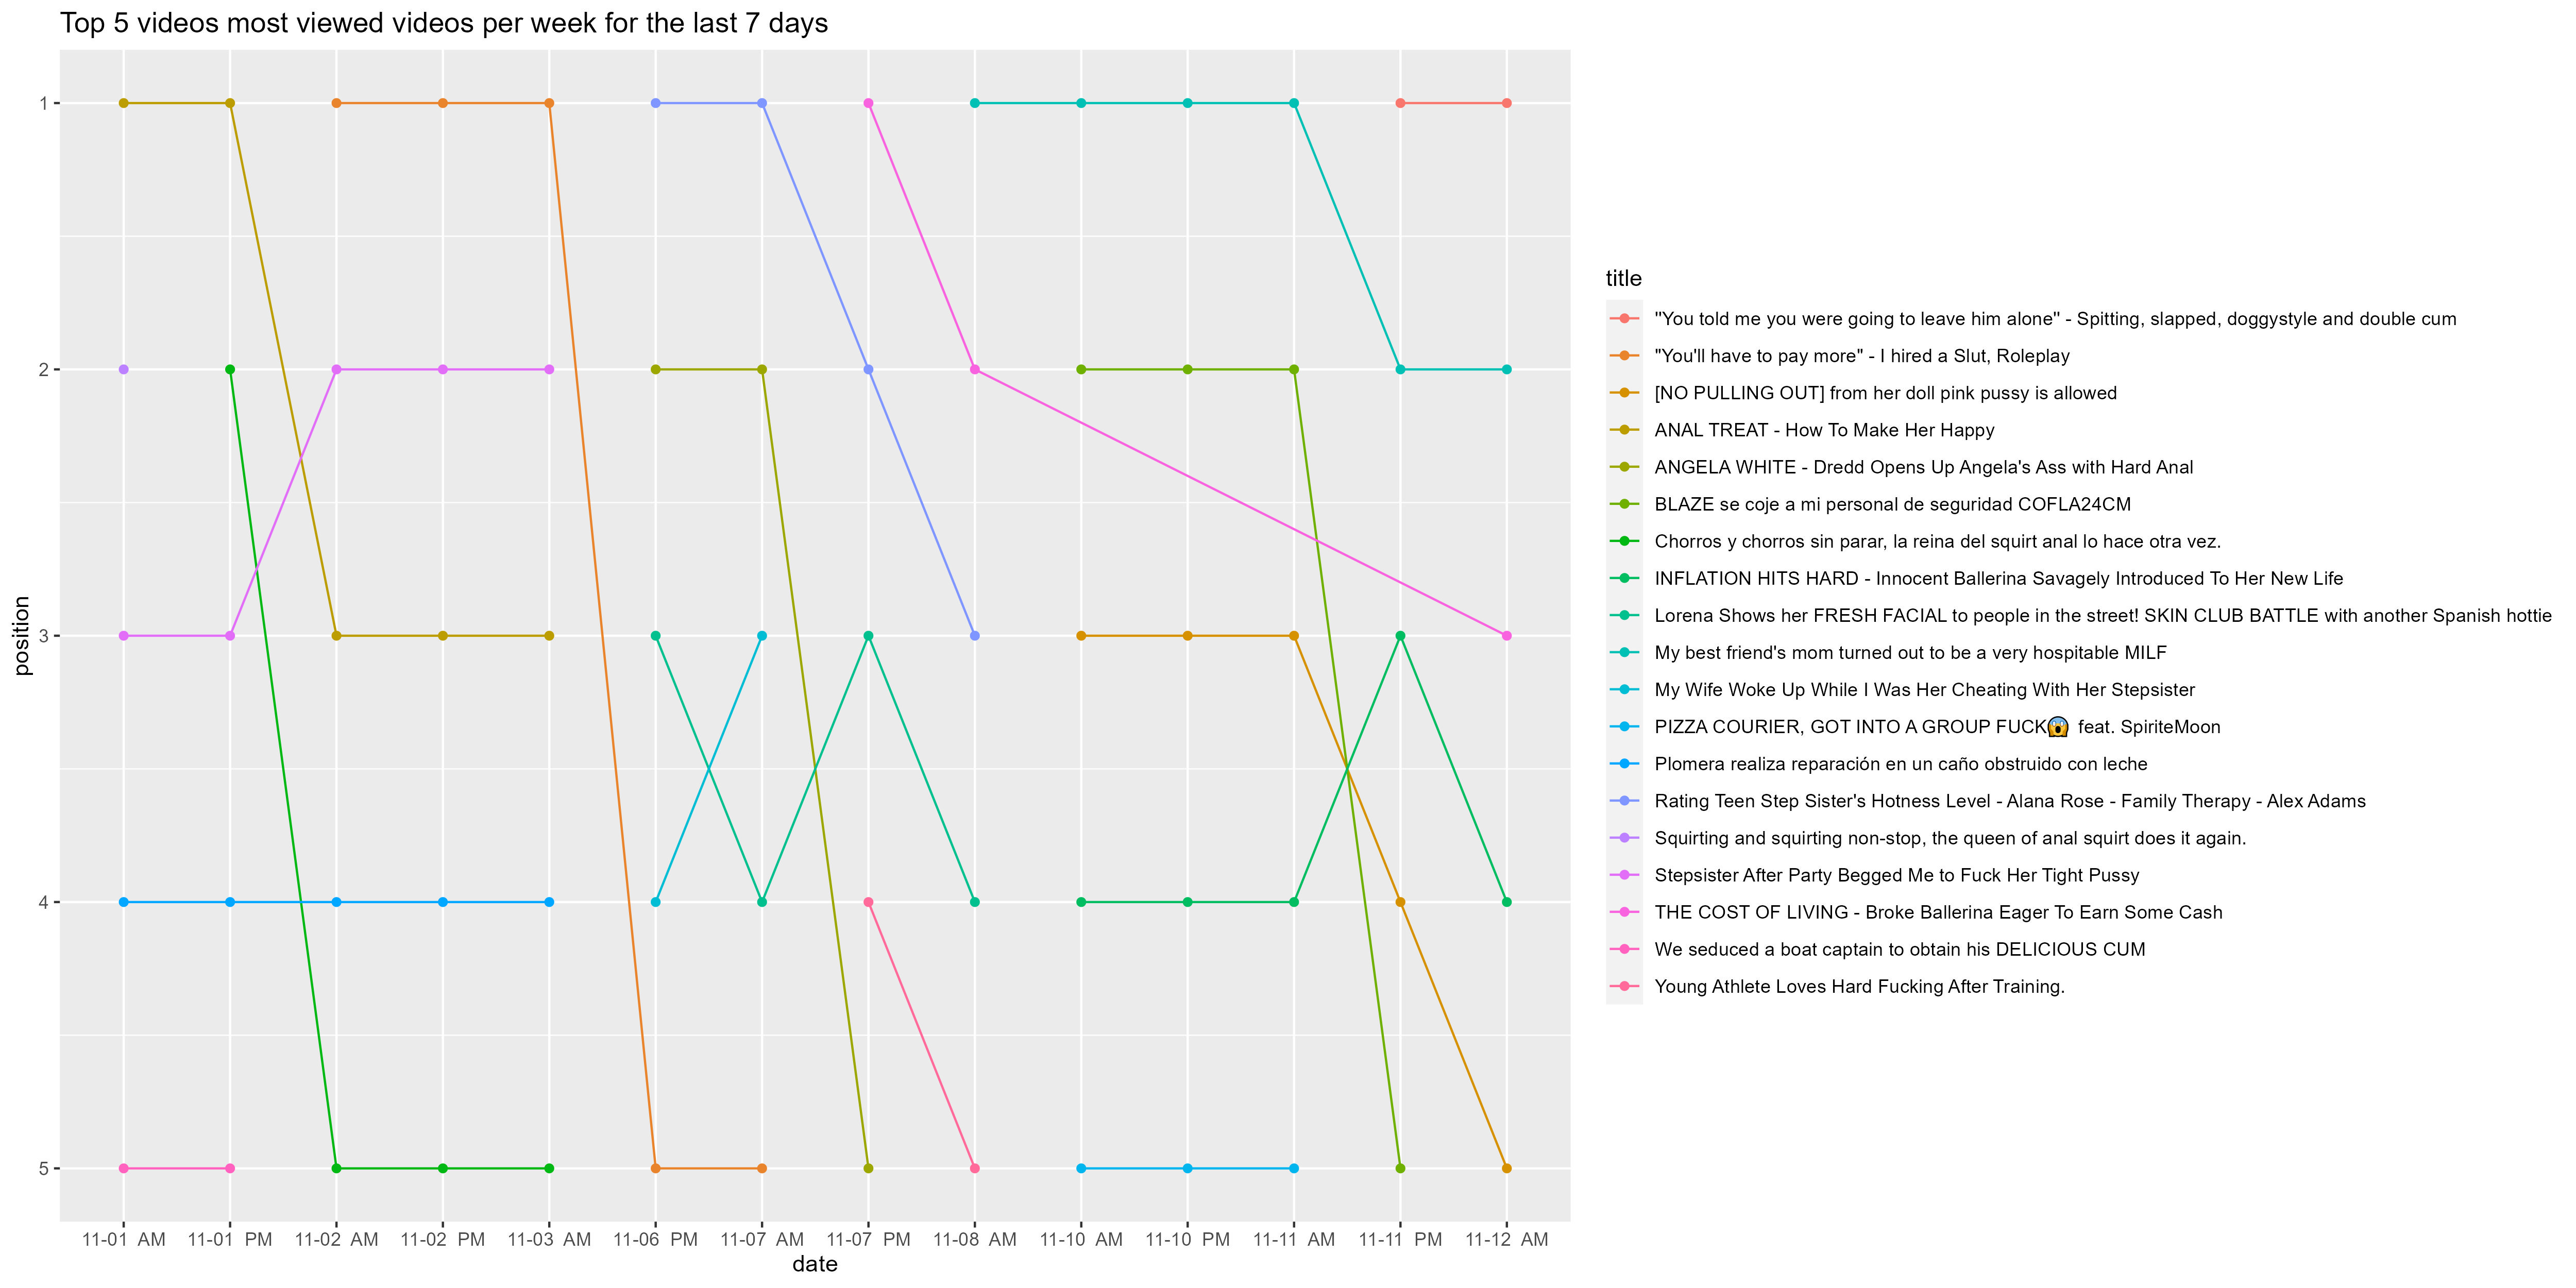 Top 5 videos most viewed videos per week for the last 7 days
position
1
2
3
4
5
11-01 AM
11-01 PM
11-02 AM
11-02 PM
11-03 AM
11-06 PM
11-07 AM
11-07 PM
11-08 AM
11-10 AM
11-10 PM
11-11 AM
11-11 PM
11-12 AM
date
title
"You told me you were going to leave him alone" - Spitting, slapped, doggystyle and double cum
"You'll have to pay more" - I hired a Slut, Roleplay
[NO PULLING OUT] from her doll pink pussy is allowed
ANAL TREAT - How To Make Her Happy
ANGELA WHITE - Dredd Opens Up Angela's Ass with Hard Anal
BLAZE se coje a mi personal de seguridad COFLA24CM
Chorros y chorros sin parar, la reina del squirt anal lo hace otra vez.
INFLATION HITS HARD - Innocent Ballerina Savagely Introduced To Her New Life
Lorena Shows her FRESH FACIAL to people in the street! SKIN CLUB BATTLE with another Spanish hottie
My best friend's mom turned out to be a very hospitable MILF
My Wife Woke Up While I Was Her Cheating With Her Stepsister
PIZZA COURIER, GOT INTO A GROUP FUCK😱 feat. SpiriteMoon
Plomera realiza reparación en un caño obstruido con leche
Rating Teen Step Sister's Hotness Level - Alana Rose - Family Therapy - Alex Adams
Squirting and squirting non-stop, the queen of anal squirt does it again.
Stepsister After Party Begged Me to Fuck Her Tight Pussy
THE COST OF LIVING - Broke Ballerina Eager To Earn Some Cash
We seduced a boat captain to obtain his DELICIOUS CUM
Young Athlete Loves Hard Fucking After Training.